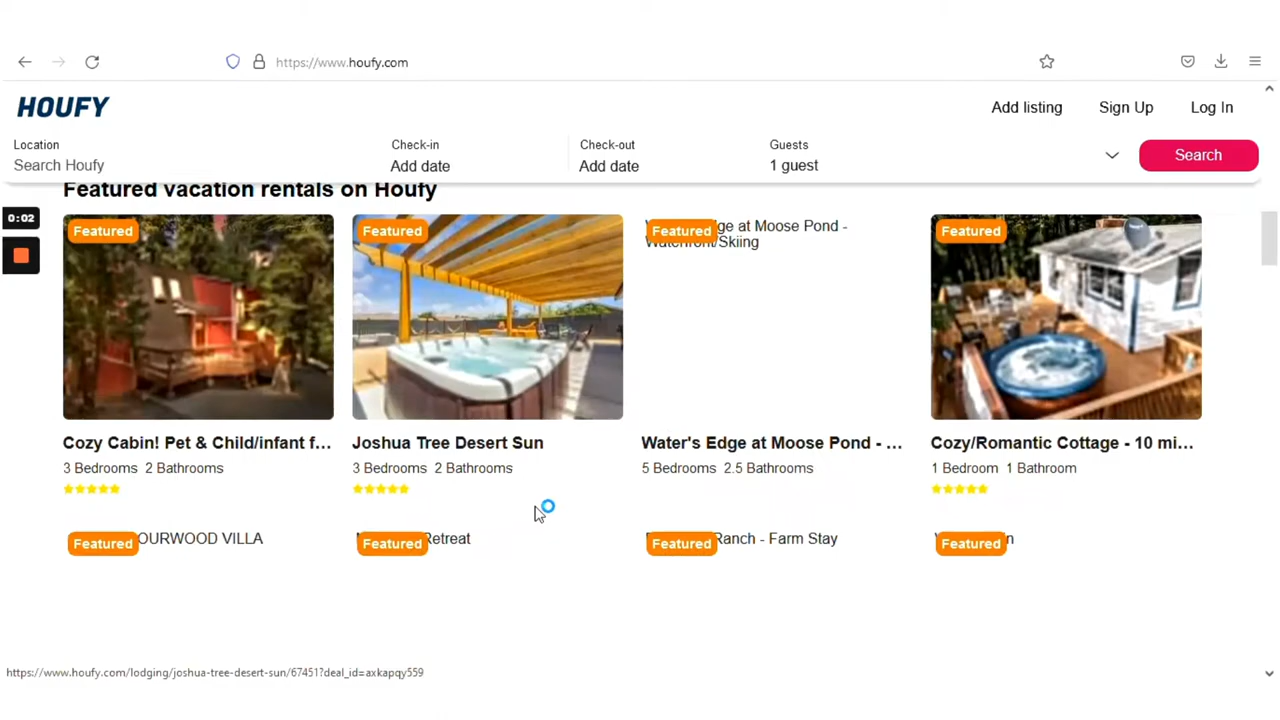 https://www.houfy.com
HOUFY
Add listing
Sign Up
Log In
Location
Check-in
Check-out
Guests
Search Houfy
Add date
Add date
1 guest
Search
Featured vacation rentals on Houfy
0:02
Featured
Featured
Featured
ge at Moose Pond -
Waterfront/Skiing
Featured
Cozy Cabin! Pet & Child/infant f...
Joshua Tree Desert Sun
Water's Edge at Moose Pond - ...
Cozy/Romantic Cottage - 10 mi...
3 Bedrooms 2 Bathrooms
3 Bedrooms 2 Bathrooms
5 Bedrooms 2.5 Bathrooms
1 Bedroom 1 Bathroom
Featured
OURWOOD VILLA
Featured
Retreat
Featured
Ranch - Farm Stay
Featured
https://www.houfy.com/lodging/joshua-tree-desert-sun/67451?deal_id=axkapqy559